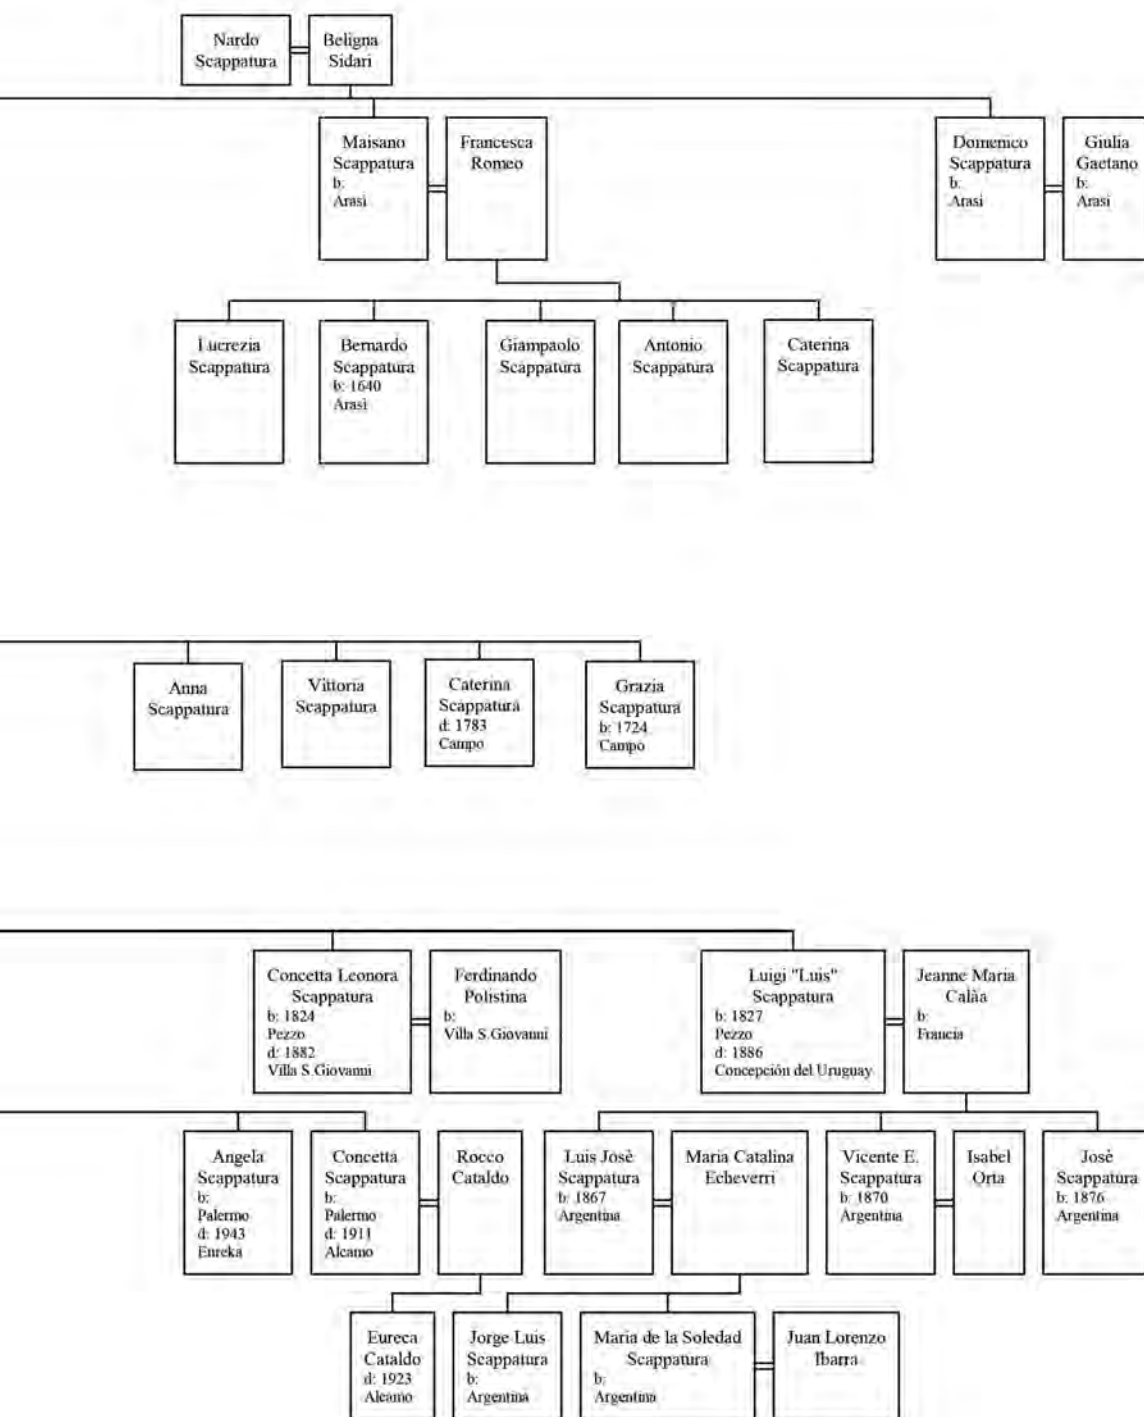 Nardo
Scappatura
Beligna
Sidari
Maisano
Scappatura
b:
Arasì
Francesca
Romeo
Domenico
Scappatura
b:
Arasì
Giulia
Gaetano
b:
Arasì
Lucrezia
Scappatura
Bernardo
Scappatura
b: 1640
Arasì
Giampaolo
Scappatura
Antonio
Scappatura
Caterina
Scappatura
Anna
Scappatura
Vittoria
Scappatura
Caterina
Scappatura
d: 1783
Campo
Grazia
Scappatura
b: 1724
Campo
Concetta Leonora
Scappatura
b: 1824
Pezzo
d: 1882
Villa S.Giovanni
Ferdinando
Polistina
b:
Villa S.Giovanni
Luigi "Luis"
Scappatura
b: 1827
Pezzo
d: 1886
Concepción del Uruguay
Jeanne Maria
Calàa
b:
Francia
Angela
Scappatura
b:
Palermo
d: 1943
Eureka
Concetta
Scappatura
b:
Palermo
d: 1911
Alcamo
Rocco
Cataldo
Luis Josè
Scappatura
b: 1867
Argentina
Maria Catalina
Echeverri
Vicente E.
Scappatura
b: 1870
Argentina
Isabel
Orta
Josè
Scappatura
b: 1876
Argentina
Eureca
Cataldo
d: 1923
Alcamo
Jorge Luis
Scappatura
b:
Argentina
Maria de la Soledad
Scappatura
b:
Argentina
Juan Lorenzo
Ibarra